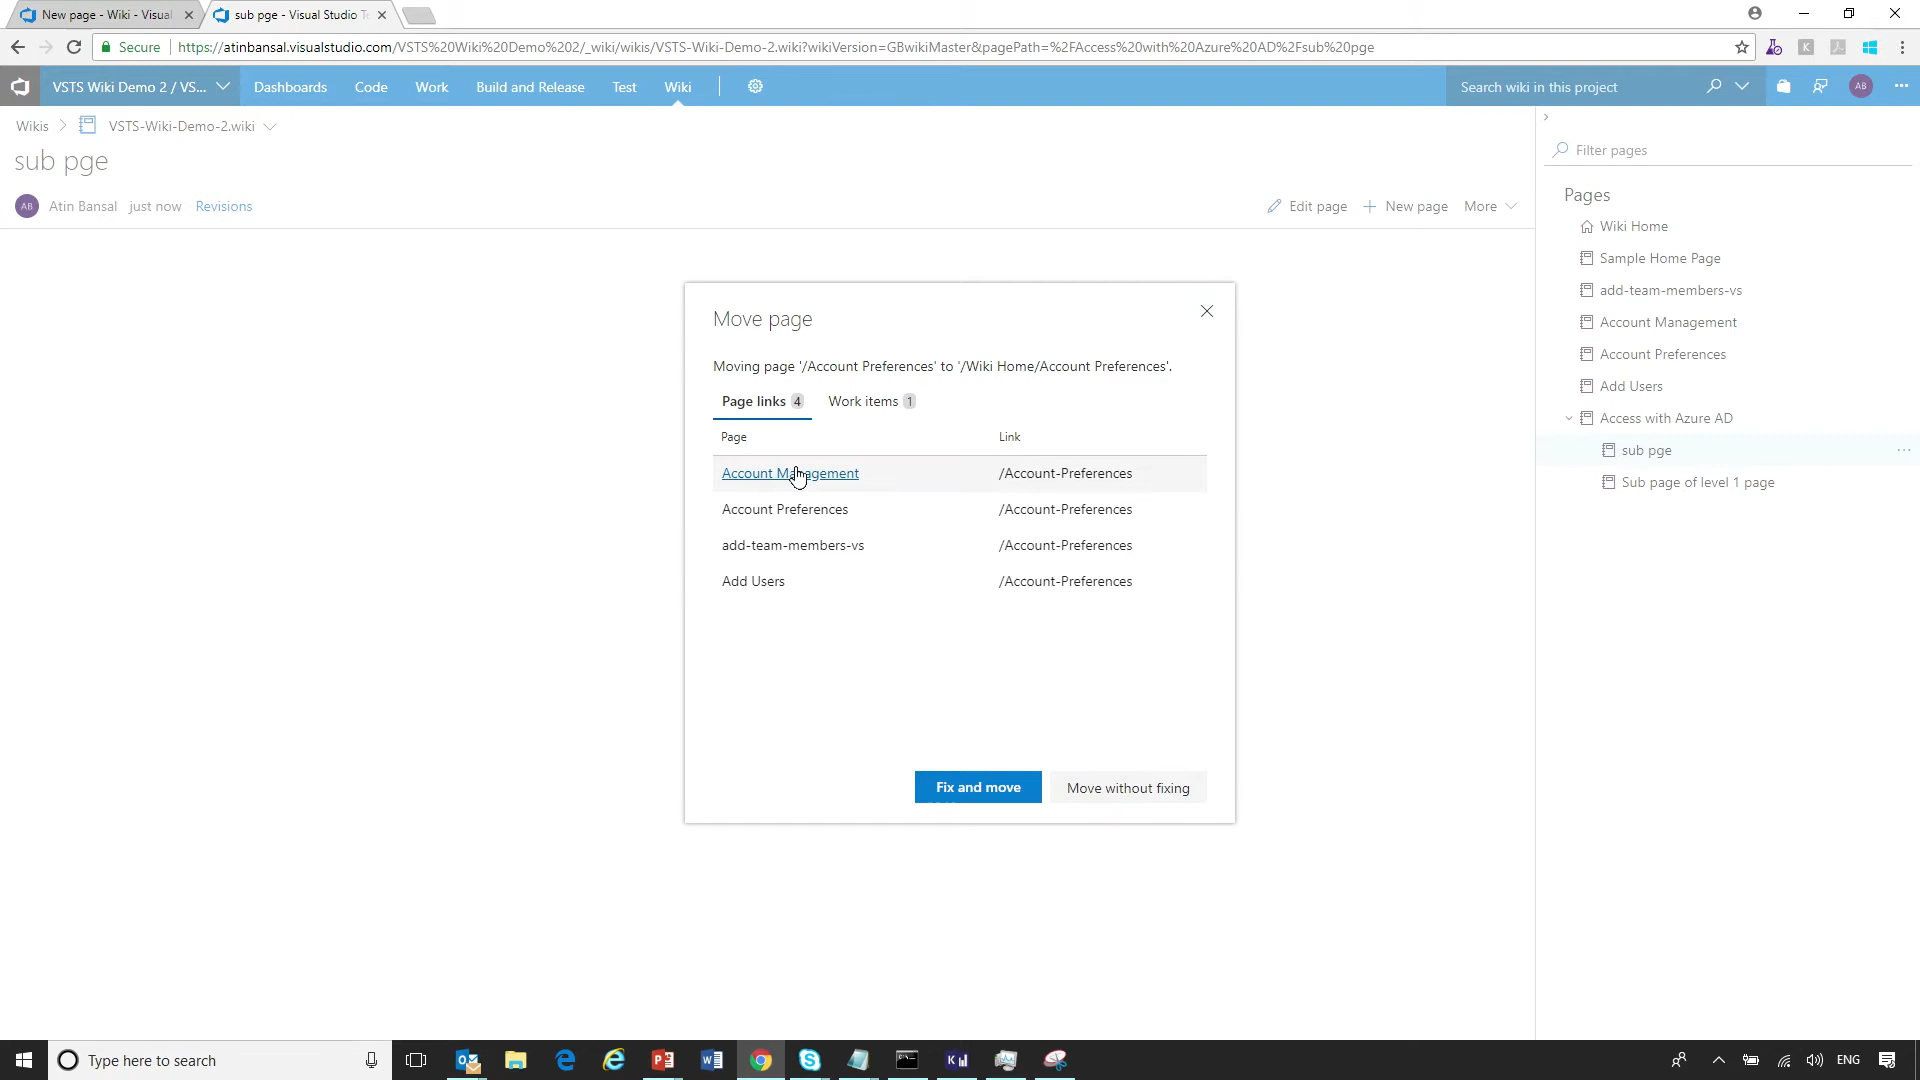 New page - Wiki - Visual
sub pge - Visual Studio Te
Secure
https://atinbansal.visualstudio.com/VSTS%20Wiki%20Demo%202/_wiki/wikis/VSTS-Wiki-Demo-2.wiki?wikiVersion=GBwikiMaster&pagePath=%2FAccess%20with%20Azure%20AD%2Fsub%20pge
K
VSTS Wiki Demo 2 / VS...
Dashboards
Code
Work
Build and Release
Test
Wiki
Search wiki in this project
AB
Wikis
VSTS-Wiki-Demo-2.wiki
sub pge
AB
Atin Bansal
just now
Revisions
Edit page
New page
More
Filter pages
Pages
Wiki Home
Sample Home Page
add-team-members-vs
Account Management
Account Preferences
Add Users
Access with Azure AD
sub pge
Sub page of level 1 page
Move page
Moving page '/Account Preferences' to '/Wiki Home/Account Preferences'.
Page links 4
Work items 1
Page
Link
Account Management
/Account-Preferences
Account Preferences
/Account-Preferences
add-team-members-vs
/Account-Preferences
Add Users
/Account-Preferences
Fix and move
Move without fixing
Type here to search
ENG